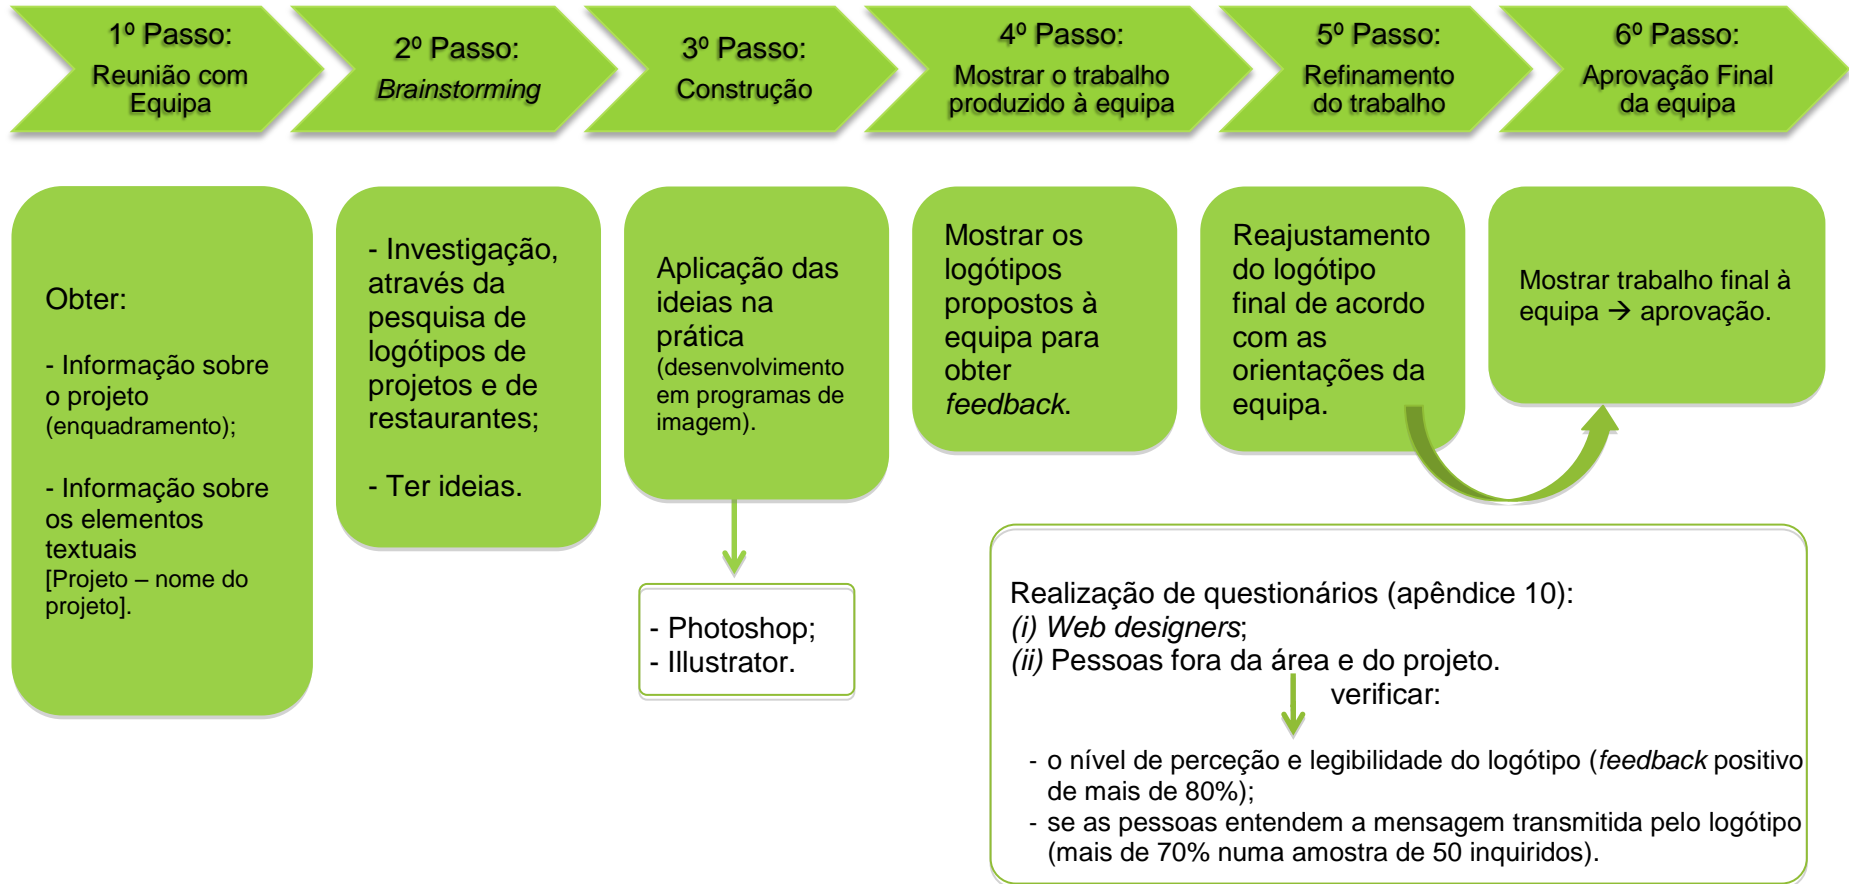 1º Passo:
Reunião com
Equipa
2º Passo:
Brainstorming
3º Passo:
Construção
4º Passo:
Mostrar o trabalho
produzido à equipa
5º Passo:
Refinamento
do trabalho
6º Passo:
Aprovação Final
da equipa
Obter:
- Informação sobre
o projeto
(enquadramento);
- Informação sobre
os elementos
textuais
[Projeto – nome do
projeto].
- Investigação,
através da
pesquisa de
logótipos de
projetos e de
restaurantes;
- Ter ideias.
Aplicação das
ideias na
prática
(desenvolvimento
em programas de
imagem).
- Photoshop;
- Illustrator.
Mostrar os
logótipos
propostos à
equipa para
obter
feedback.
Reajustamento
do logótipo
final de acordo
com as
orientações da
equipa.
Mostrar trabalho final à
equipa → aprovação.
Realização de questionários (apêndice 10):
(i) Web designers;
(ii) Pessoas fora da área e do projeto.
verificar:
- o nível de perceção e legibilidade do logótipo (feedback positivo
de mais de 80%);
- se as pessoas entendem a mensagem transmitida pelo logótipo
(mais de 70% numa amostra de 50 inquiridos).